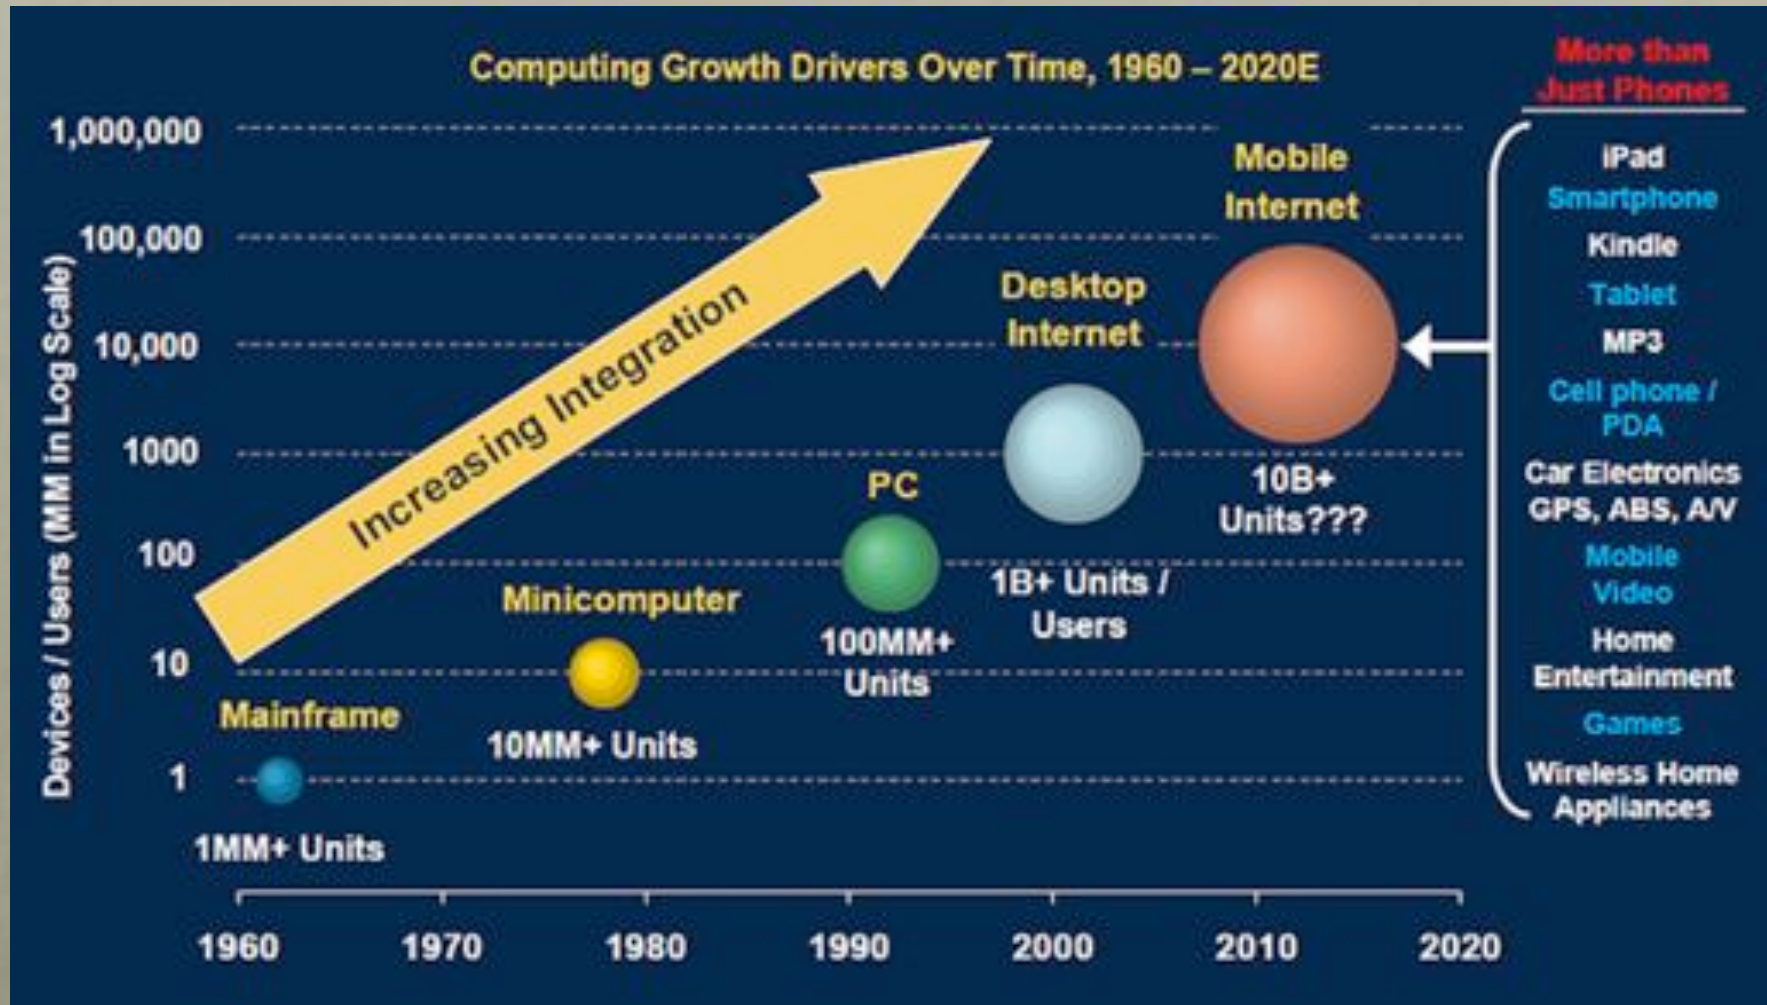 Computing Growth Drivers Over Time, 1960 – 2020E
Devices / Users (MM in Log Scale)
1,000,000
100,000
10,000
1000
100
10
1
Increasing Integration
Mainframe
1MM+ Units
Minicomputer
10MM+ Units
PC
100MM+
Units
Desktop
Internet
1B+ Units /
Users
Mobile
Internet
10B+
Units???
1960
1970
1980
1990
2000
2010
2020
More than
Just Phones
iPad
Smartphone
Kindle
Tablet
MP3
Cell phone /
PDA
Car Electronics
GPS, ABS, A/V
Mobile
Video
Home
Entertainment
Games
Wireless Home
Appliances